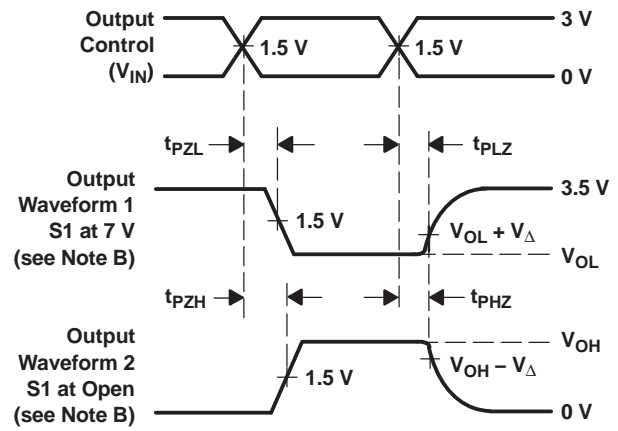 Output
Control
(VIN)
1.5 V
1.5 V
3 V
0 V
tPZL
tPLZ
Output
Waveform 1
S1 at 7 V
(see Note B)
1.5 V
3.5 V
VOL + VΔ
VOL
tPZH
tPHZ
Output
Waveform 2
S1 at Open
(see Note B)
1.5 V
VOH
VOH − VΔ
0 V